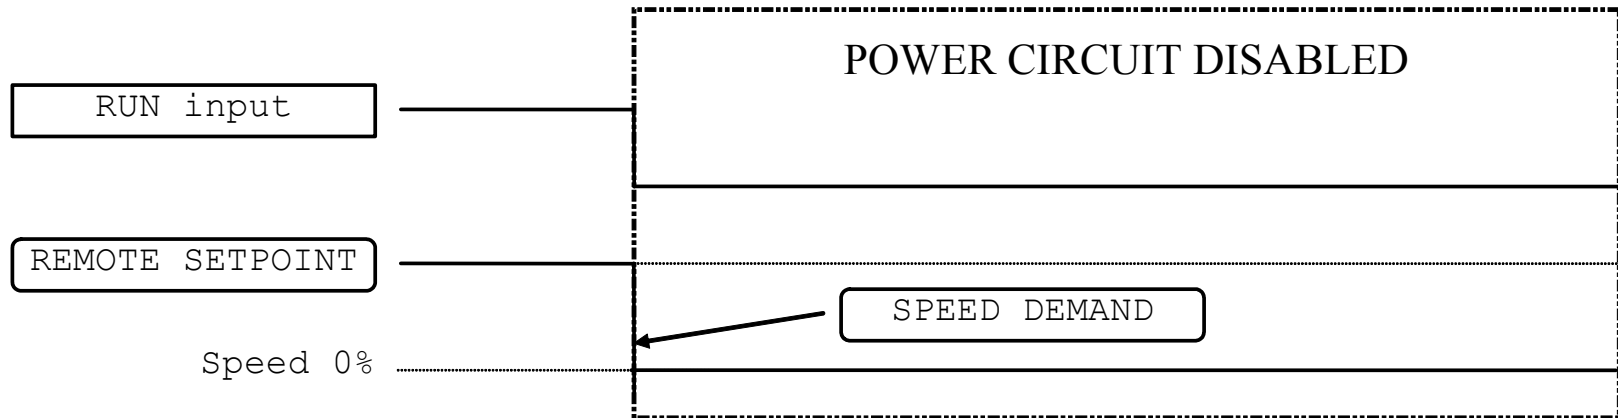 POWER CIRCUIT DISABLED
RUN input
REMOTE SETPOINT
SPEED DEMAND
Speed 0%